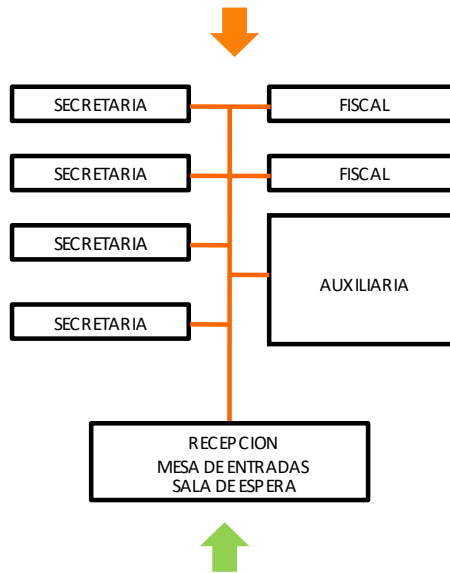 SECRETARIA
FISCAL
SECRETARIA
FISCAL
SECRETARIA
AUXILIARIA
SECRETARIA
RECEPCION
MESA DE ENTRADAS
SALA DE ESPERA